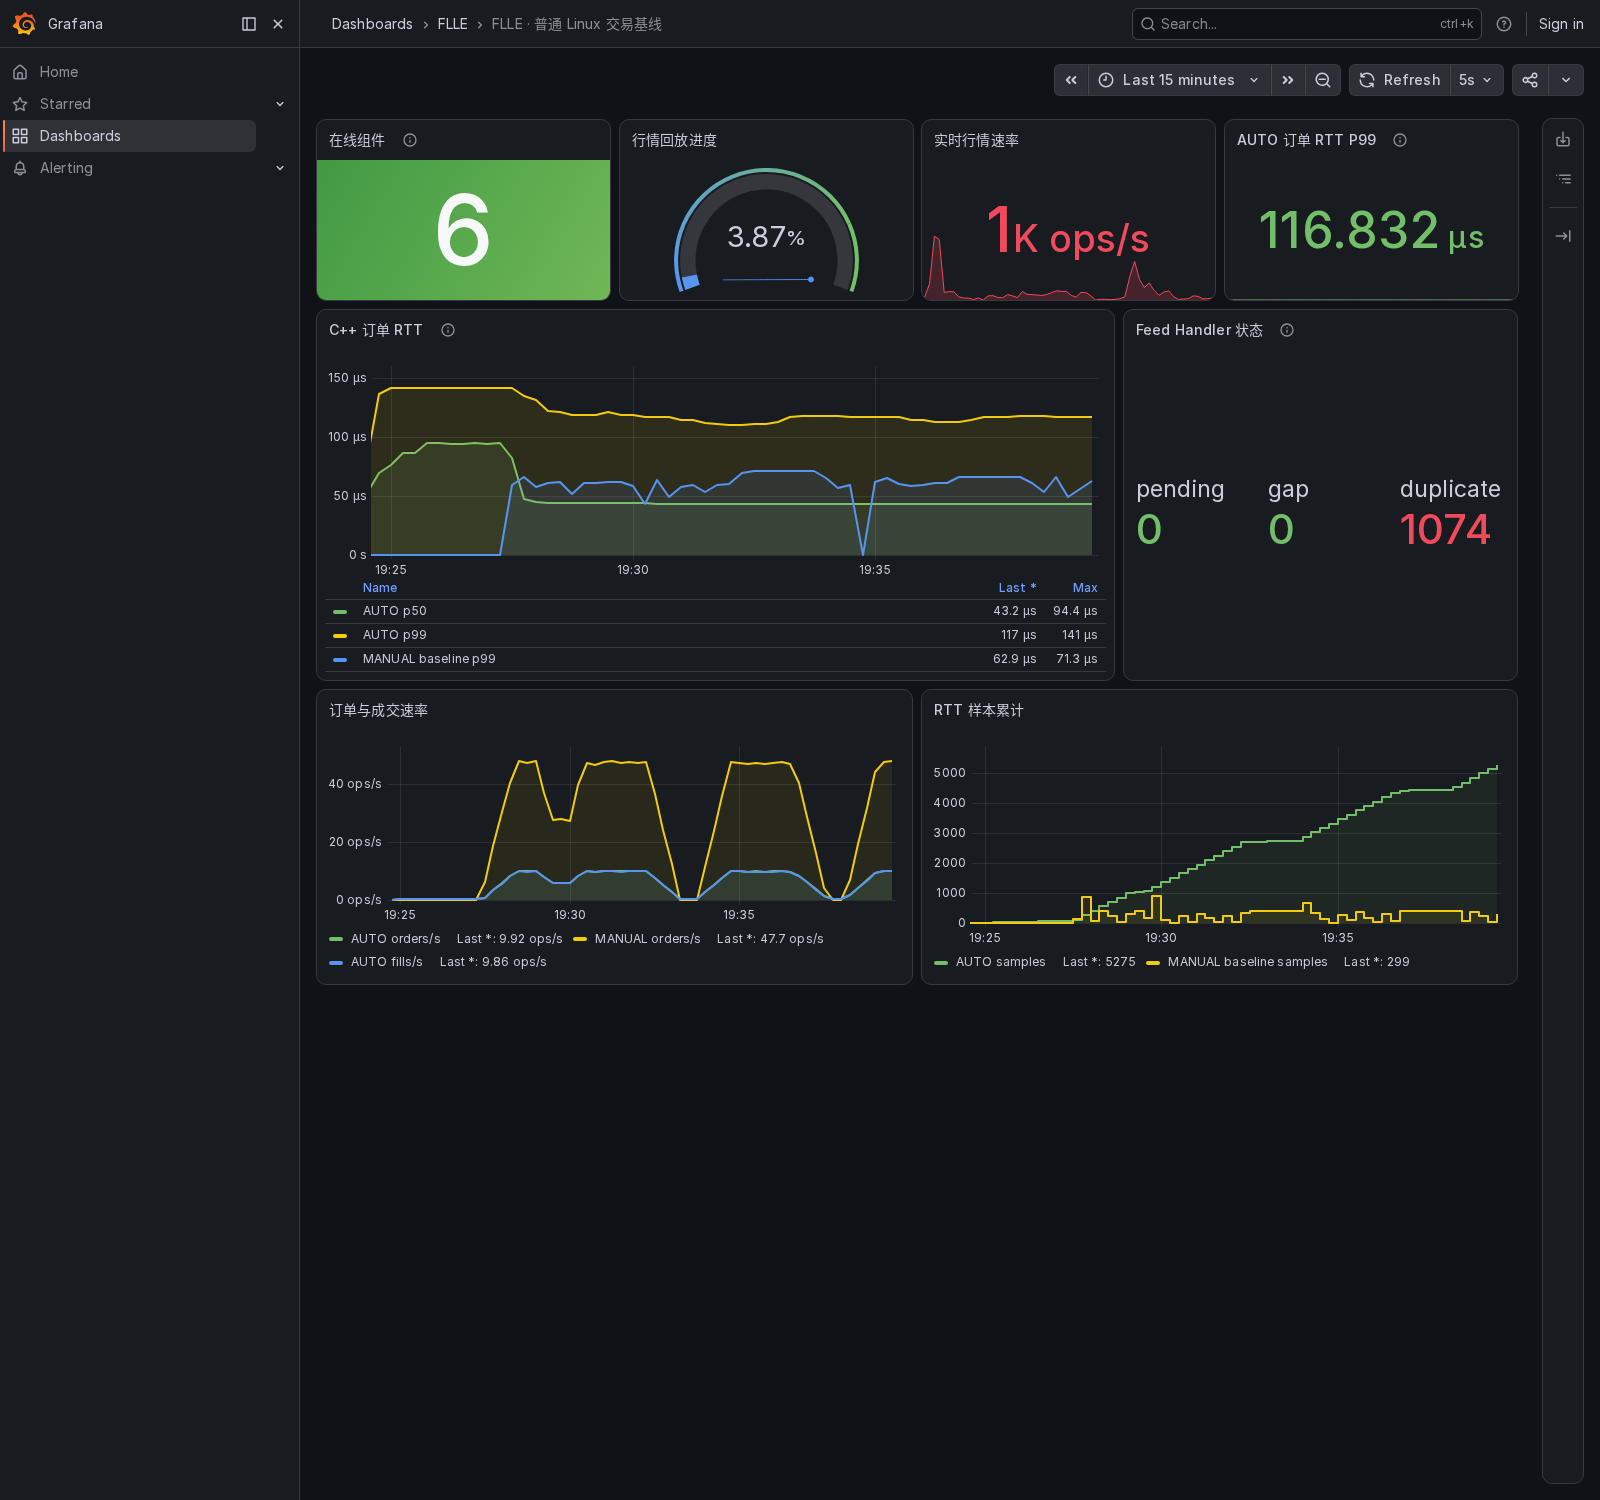 Grafana
Dashboards › FLLE › FLLE · 普通 Linux 交易基线
Search... ctrl+k
Sign in
Home
Starred
Dashboards
Alerting
Last 15 minutes
Refresh 5s
在线组件
6
行情回放进度
3.87%
实时行情速率
1K ops/s
AUTO 订单 RTT P99
116.832 µs
C++ 订单 RTT
150 µs
100 µs
50 µs
0 s
19:25 19:30 19:35
Name Last * Max
AUTO p50 43.2 µs 94.4 µs
AUTO p99 117 µs 141 µs
MANUAL baseline p99 62.9 µs 71.3 µs
Feed Handler 状态
pending gap duplicate
0 0 1074
订单与成交速率
40 ops/s
20 ops/s
0 ops/s
19:25 19:30 19:35
AUTO orders/s Last *: 9.92 ops/s MANUAL orders/s Last *: 47.7 ops/s
AUTO fills/s Last *: 9.86 ops/s
RTT 样本累计
5000
4000
3000
2000
1000
0
19:25 19:30 19:35
AUTO samples Last *: 5275 MANUAL baseline samples Last *: 299